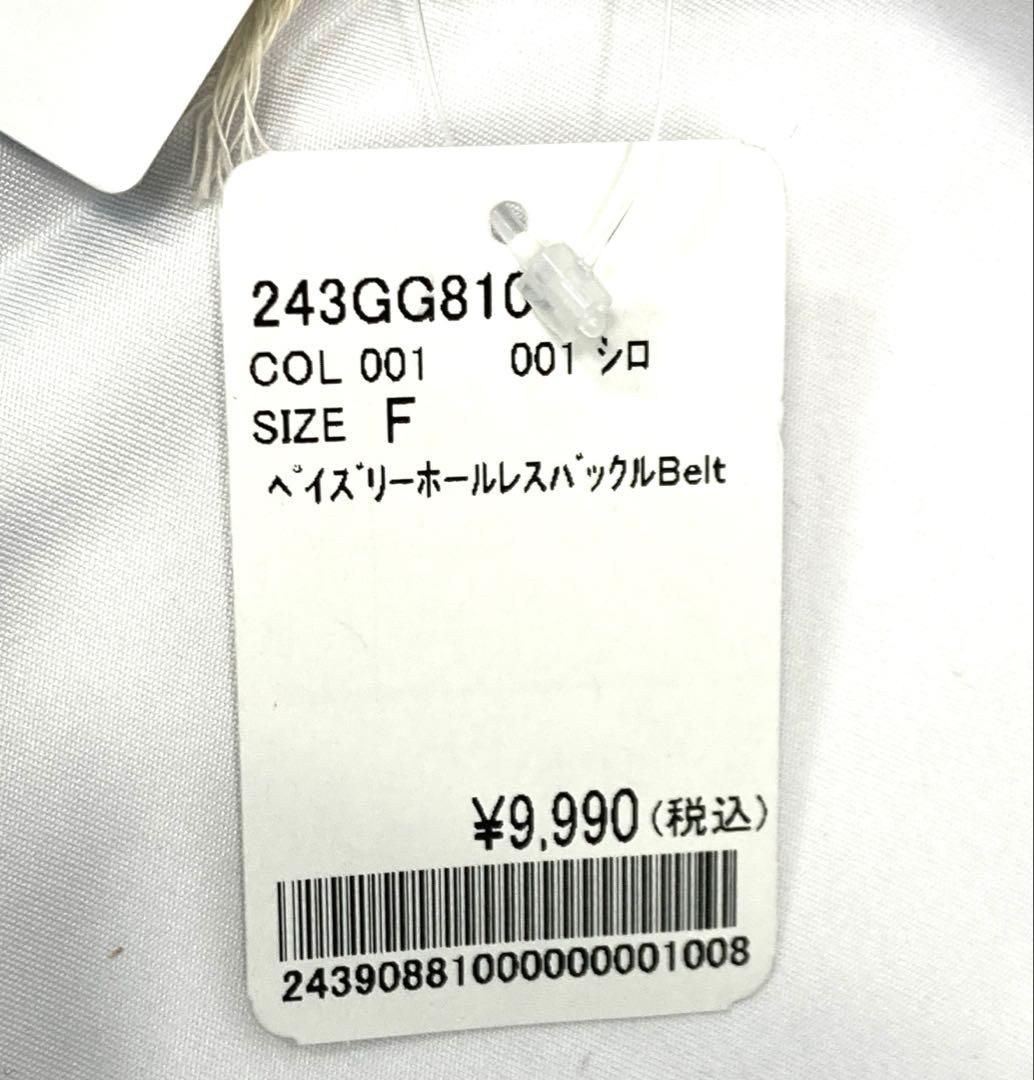 243GG810
COL 001 001 シロ
SIZE F
ﾍﾟｲｽﾞﾘｰﾎｰﾙﾚｽﾊﾞｯｸﾙBelt
¥9,990(税込)
243908810000000001008